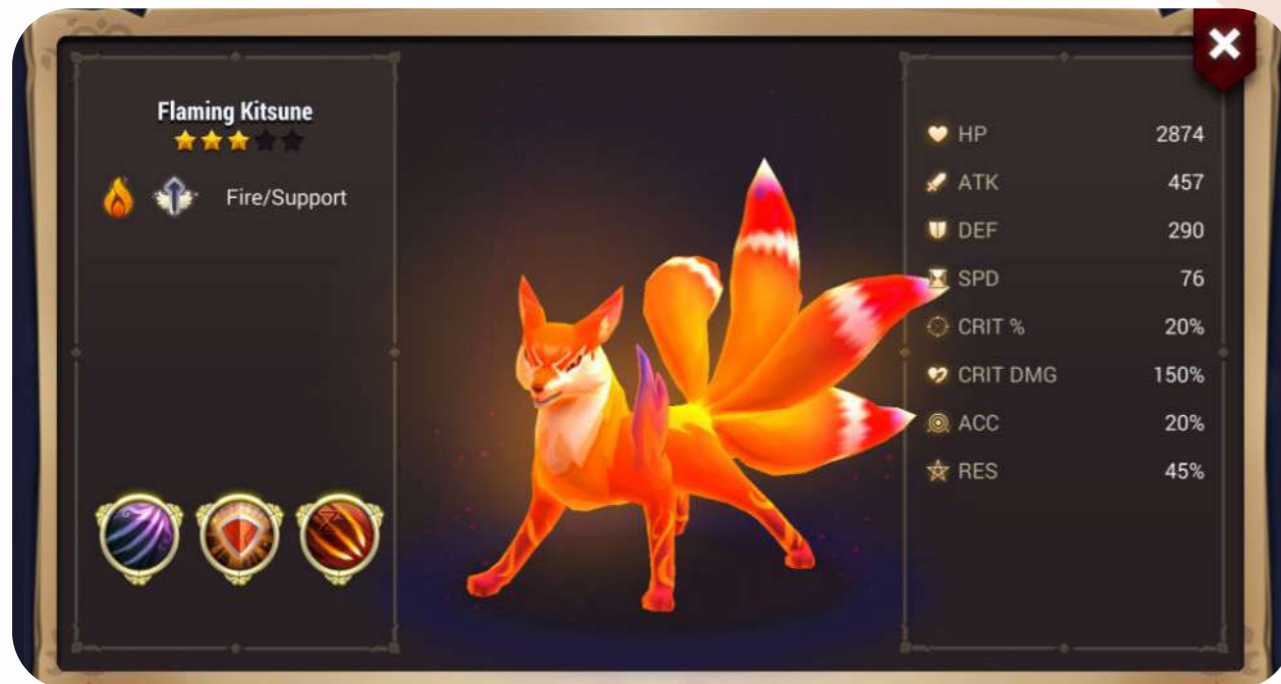 Flaming Kitsune
Fire/Support
HP 2874
ATK 457
DEF 290
SPD 76
CRIT % 20%
CRIT DMG 150%
ACC 20%
RES 45%